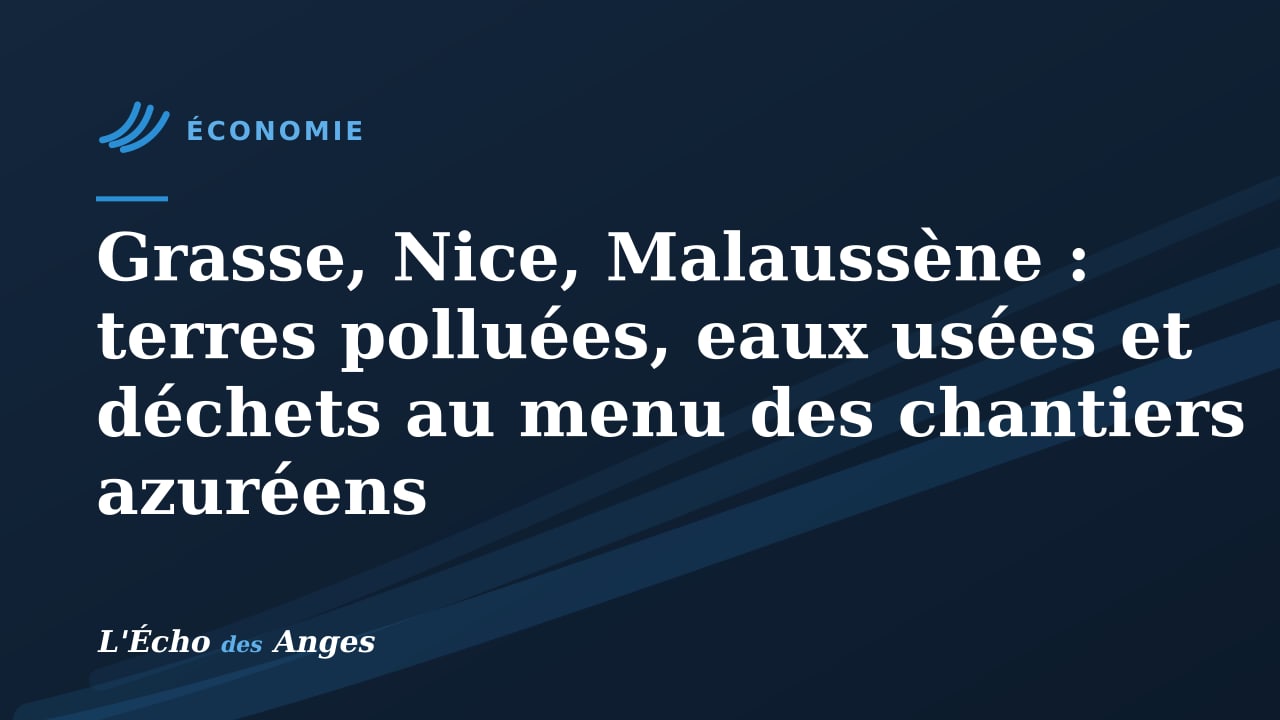 ÉCONOMIE
Grasse, Nice, Malaussène :
terres polluées, eaux usées et
déchets au menu des chantiers
azuréens
L'Écho des Anges